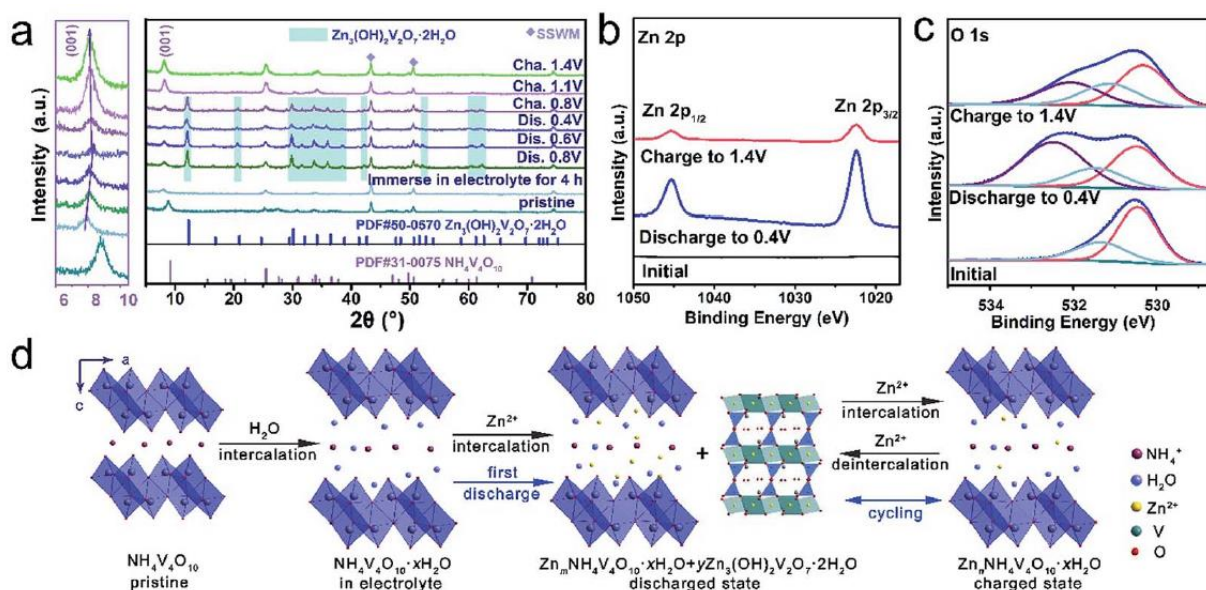 a
(001)
Intensity (a.u.)
6 8 10
Zn₃(OH)₂V₂O₇·2H₂O
SSWM
(001)
Cha. 1.4V
Cha. 1.1V
Cha. 0.8V
Dis. 0.4V
Dis. 0.6V
Dis. 0.8V
Immerse in electrolyte for 4 h
pristine
PDF#50-0570 Zn₃(OH)₂V₂O₇·2H₂O
PDF#31-0075 NH₄V₄O₁₀
10 20 30 40 50 60 70 80
2θ (°)
b
Zn 2p
Zn 2p₁/₂
Zn 2p₃/₂
Charge to 1.4V
Discharge to 0.4V
Initial
Intensity (a.u.)
1050 1040 1030 1020
Binding Energy (eV)
c
O 1s
Charge to 1.4V
Discharge to 0.4V
Initial
Intensity (a.u.)
534 532 530
Binding Energy (eV)
d
a
c
NH₄V₄O₁₀
pristine
H₂O
intercalation
NH₄V₄O₁₀·xH₂O
in electrolyte
Zn²⁺
intercalation
first
discharge
+
ZnₘNH₄V₄O₁₀·xH₂O+yZn₃(OH)₂V₂O₇·2H₂O
discharged state
Zn²⁺
intercalation
Zn²⁺
deintercalation
cycling
ZnₙNH₄V₄O₁₀·xH₂O
charged state
NH₄⁺
H₂O
Zn²⁺
V
O